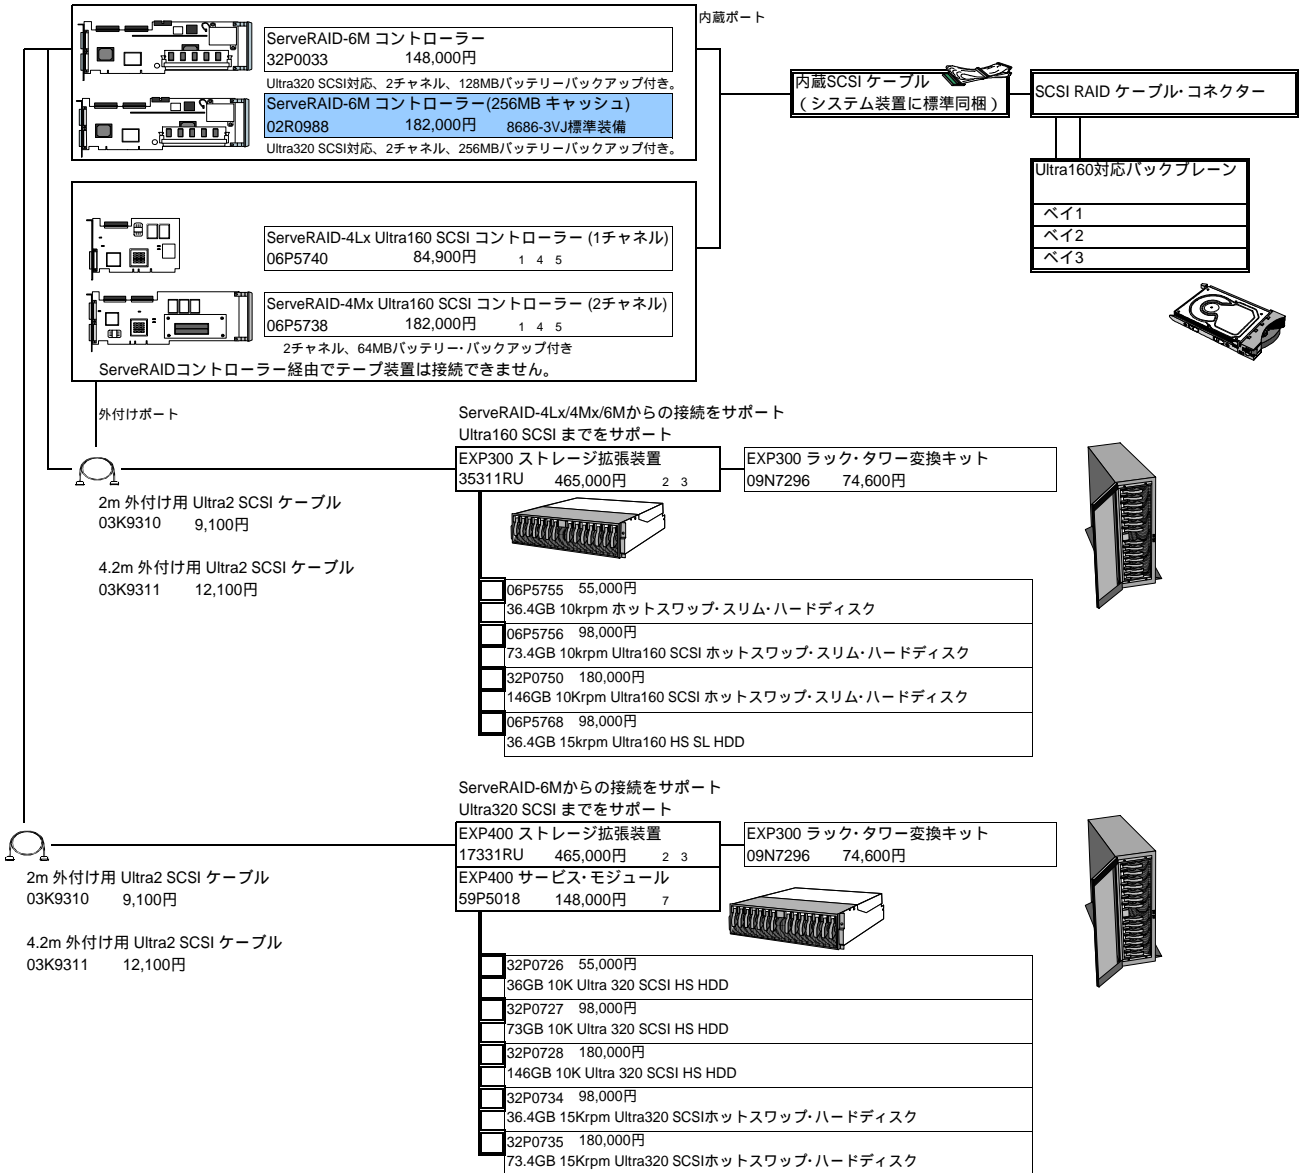 内蔵ポート
ServeRAID-6M コントローラー
32P0033 148,000円
Ultra320 SCSI対応、2チャネル、128MBバッテリーバックアップ付き。
ServeRAID-6M コントローラー(256MB キャッシュ)
02R0988 182,000円 8686-3VJ標準装備
Ultra320 SCSI対応、2チャネル、256MBバッテリーバックアップ付き。
内蔵SCSI ケーブル
(システム装置に標準同梱)
SCSI RAID ケーブル・コネクター
Ultra160対応バックプレーン
ベイ1
ベイ2
ベイ3
ServeRAID-4Lx Ultra160 SCSI コントローラー (1チャネル)
06P5740 84,900円 1 4 5
ServeRAID-4Mx Ultra160 SCSI コントローラー (2チャネル)
06P5738 182,000円 1 4 5
2チャネル、64MBバッテリー・バックアップ付き
ServeRAIDコントローラー経由でテープ装置は接続できません。
外付けポート
ServeRAID-4Lx/4Mx/6Mからの接続をサポート
Ultra160 SCSI までをサポート
EXP300 ストレージ拡張装置
35311RU 465,000円 2 3
EXP300 ラック・タワー変換キット
09N7296 74,600円
2m 外付け用 Ultra2 SCSI ケーブル
03K9310 9,100円
4.2m 外付け用 Ultra2 SCSI ケーブル
03K9311 12,100円
06P5755 55,000円
36.4GB 10krpm ホットスワップ・スリム・ハードディスク
06P5756 98,000円
73.4GB 10krpm Ultra160 SCSI ホットスワップ・スリム・ハードディスク
32P0750 180,000円
146GB 10Krpm Ultra160 SCSI ホットスワップ・スリム・ハードディスク
06P5768 98,000円
36.4GB 15krpm Ultra160 HS SL HDD
ServeRAID-6Mからの接続をサポート
Ultra320 SCSI までをサポート
EXP400 ストレージ拡張装置
17331RU 465,000円 2 3
EXP400 サービス・モジュール
59P5018 148,000円 7
EXP300 ラック・タワー変換キット
09N7296 74,600円
2m 外付け用 Ultra2 SCSI ケーブル
03K9310 9,100円
4.2m 外付け用 Ultra2 SCSI ケーブル
03K9311 12,100円
32P0726 55,000円
36GB 10K Ultra 320 SCSI HS HDD
32P0727 98,000円
73GB 10K Ultra 320 SCSI HS HDD
32P0728 180,000円
146GB 10K Ultra 320 SCSI HS HDD
32P0734 98,000円
36.4GB 15Krpm Ultra320 SCSIホットスワップ・ハードディスク
32P0735 180,000円
73.4GB 15Krpm Ultra320 SCSIホットスワップ・ハードディスク